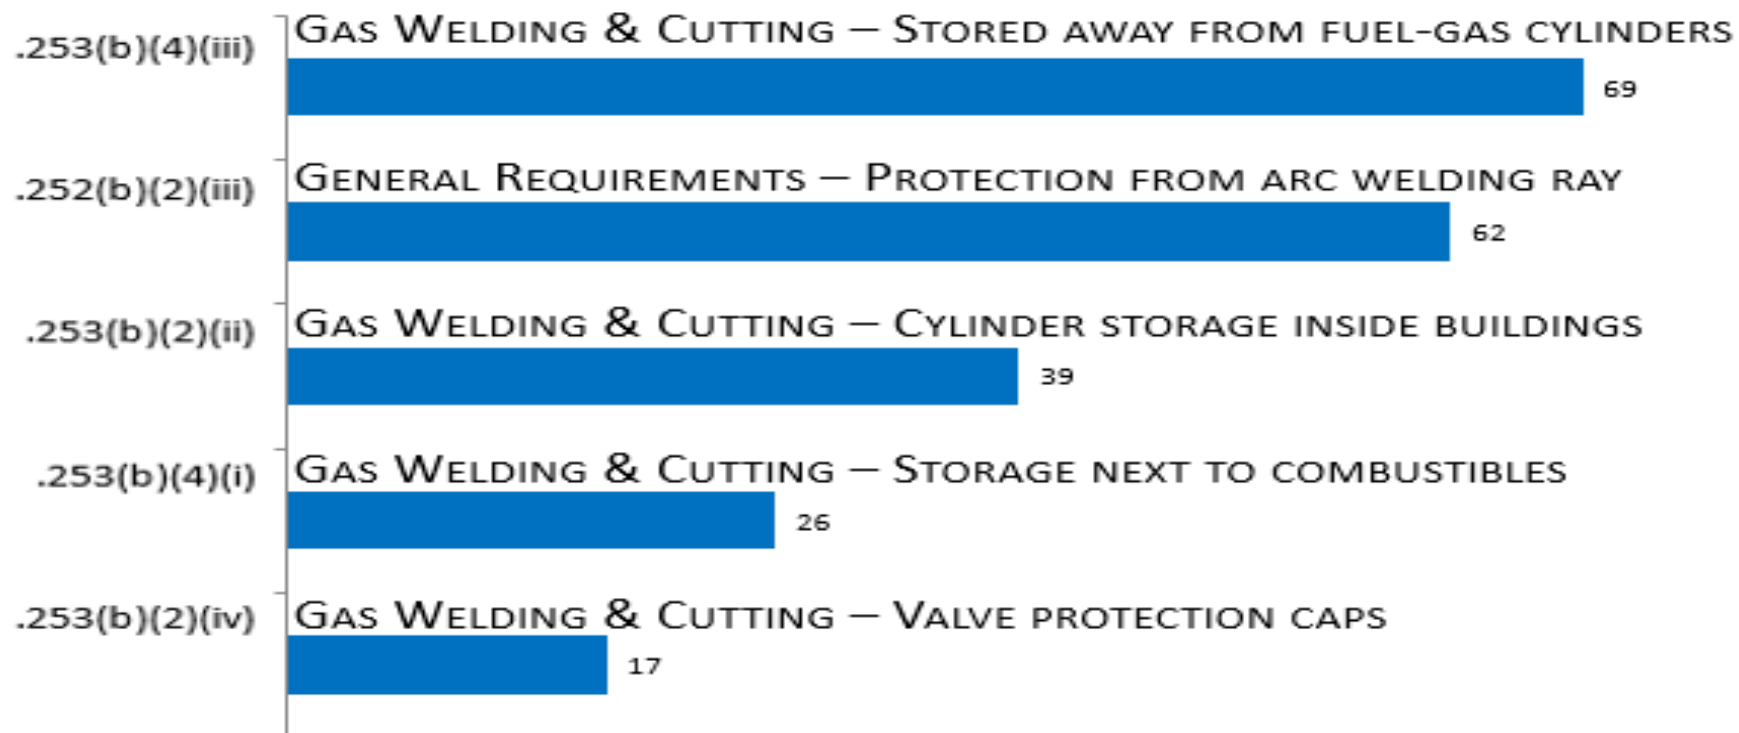 .253(b)(4)(iii) GAS WELDING & CUTTING – STORED AWAY FROM FUEL-GAS CYLINDERS
69
.252(b)(2)(iii) GENERAL REQUIREMENTS – PROTECTION FROM ARC WELDING RAY
62
.253(b)(2)(ii) GAS WELDING & CUTTING – CYLINDER STORAGE INSIDE BUILDINGS
39
.253(b)(4)(i) GAS WELDING & CUTTING – STORAGE NEXT TO COMBUSTIBLES
26
.253(b)(2)(iv) GAS WELDING & CUTTING – VALVE PROTECTION CAPS
17